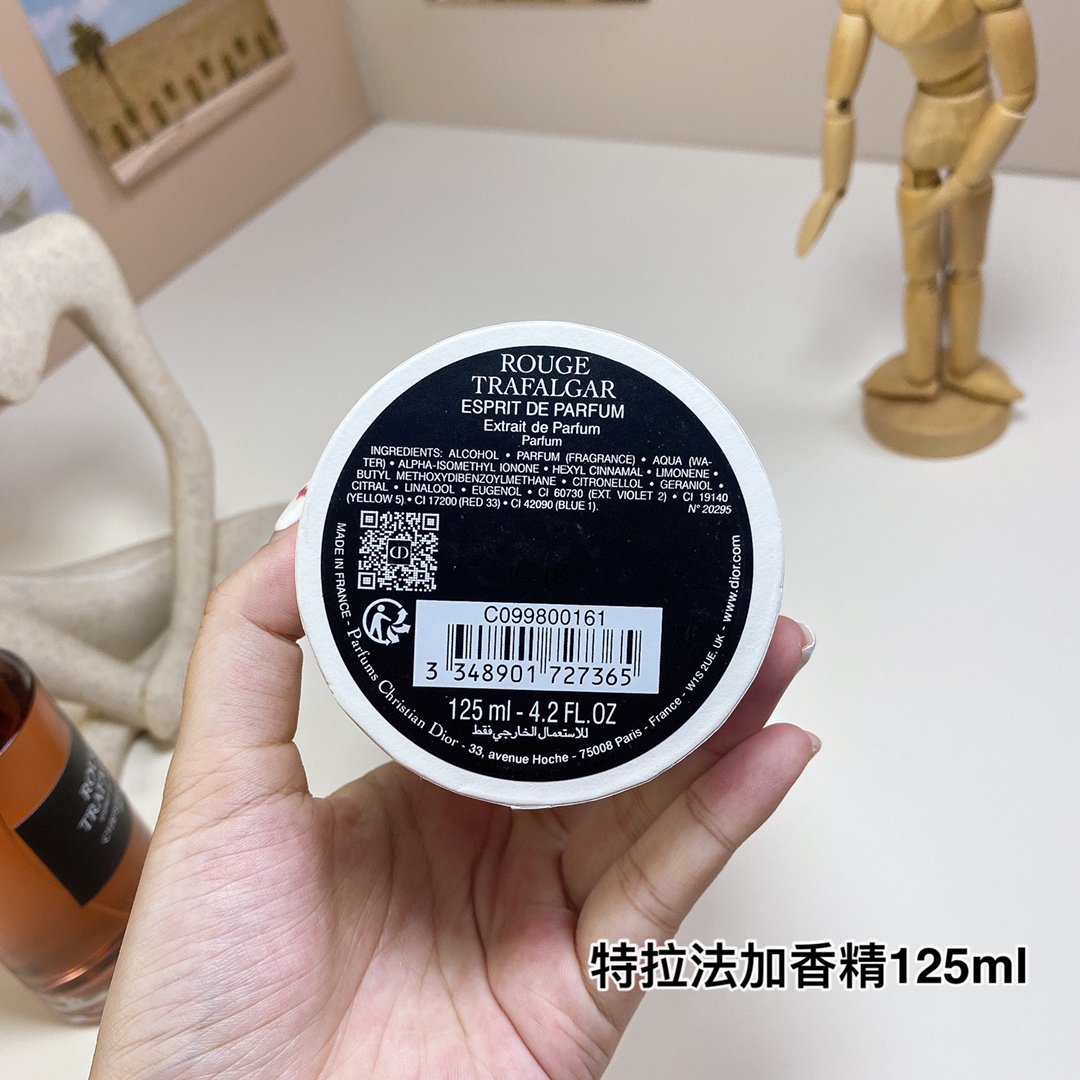 ROUGE
TRAFALGAR
ESPRIT DE PARFUM
Extrait de Parfum
Parfum
INGREDIENTS: ALCOHOL • PARFUM (FRAGRANCE) • AQUA (WA-
TER) • ALPHA-ISOMETHYL IONONE • HEXYL CINNAMAL • LIMONENE •
BUTYL METHOXYDIBENZOYLMETHANE • CITRONELLOL • GERANIOL •
CITRAL • LINALOOL • EUGENOL • CI 60730 (EXT. VIOLET 2) • CI 19140
(YELLOW 5) • CI 17200 (RED 33) • CI 42090 (BLUE 1).
N° 20295
C099800161
3 348901 727365
125 ml - 4.2 FL.OZ
للاستعمال الخارجي فقط
MADE IN FRANCE - Parfums Christian Dior - 33, avenue Hoche - 75008 Paris - France - W1S 2UE. UK - www.dior.com
特拉法加香精125ml